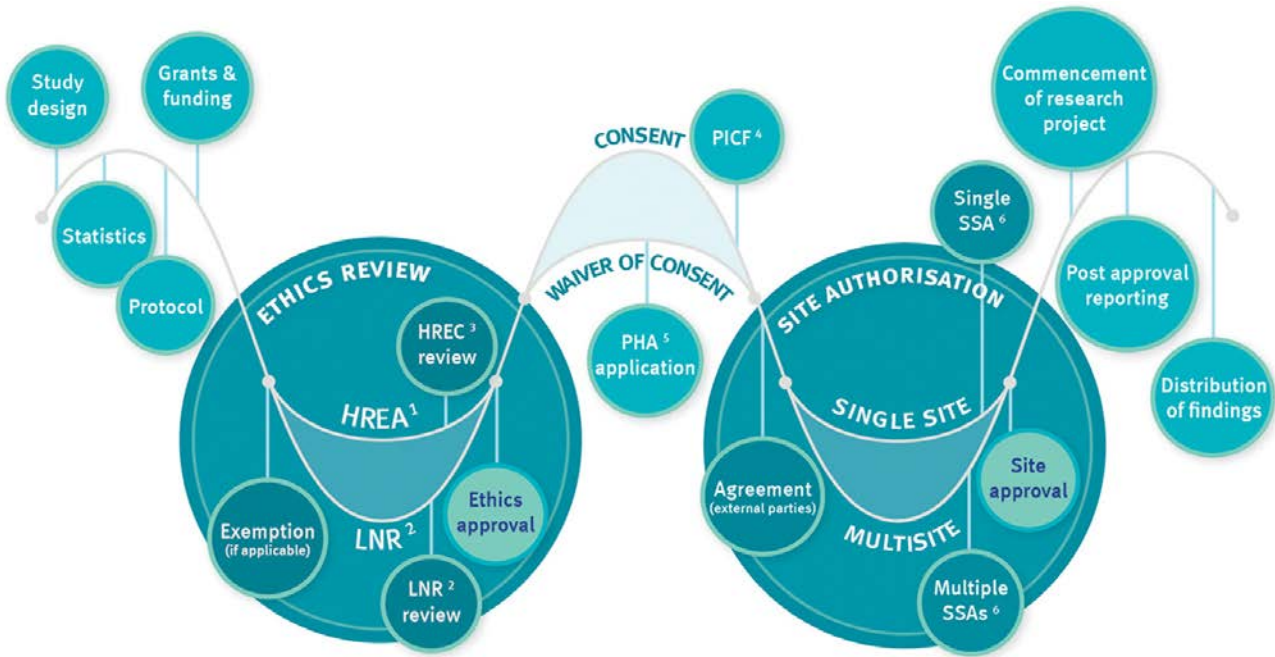 Study
design
Grants &
funding
Statistics
Protocol
ETHICS REVIEW
HREC ³
review
HREA¹
LNR ²
Exemption
(if applicable)
Ethics
approval
LNR ²
review
CONSENT
PICF ⁴
WAIVER OF CONSENT
PHA ⁵
application
SITE AUTHORISATION
Single
SSA ⁶
SINGLE SITE
MULTISITE
Agreement
(external parties)
Site
approval
Multiple
SSAs ⁶
Commencement
of research
project
Post approval
reporting
Distribution
of findings